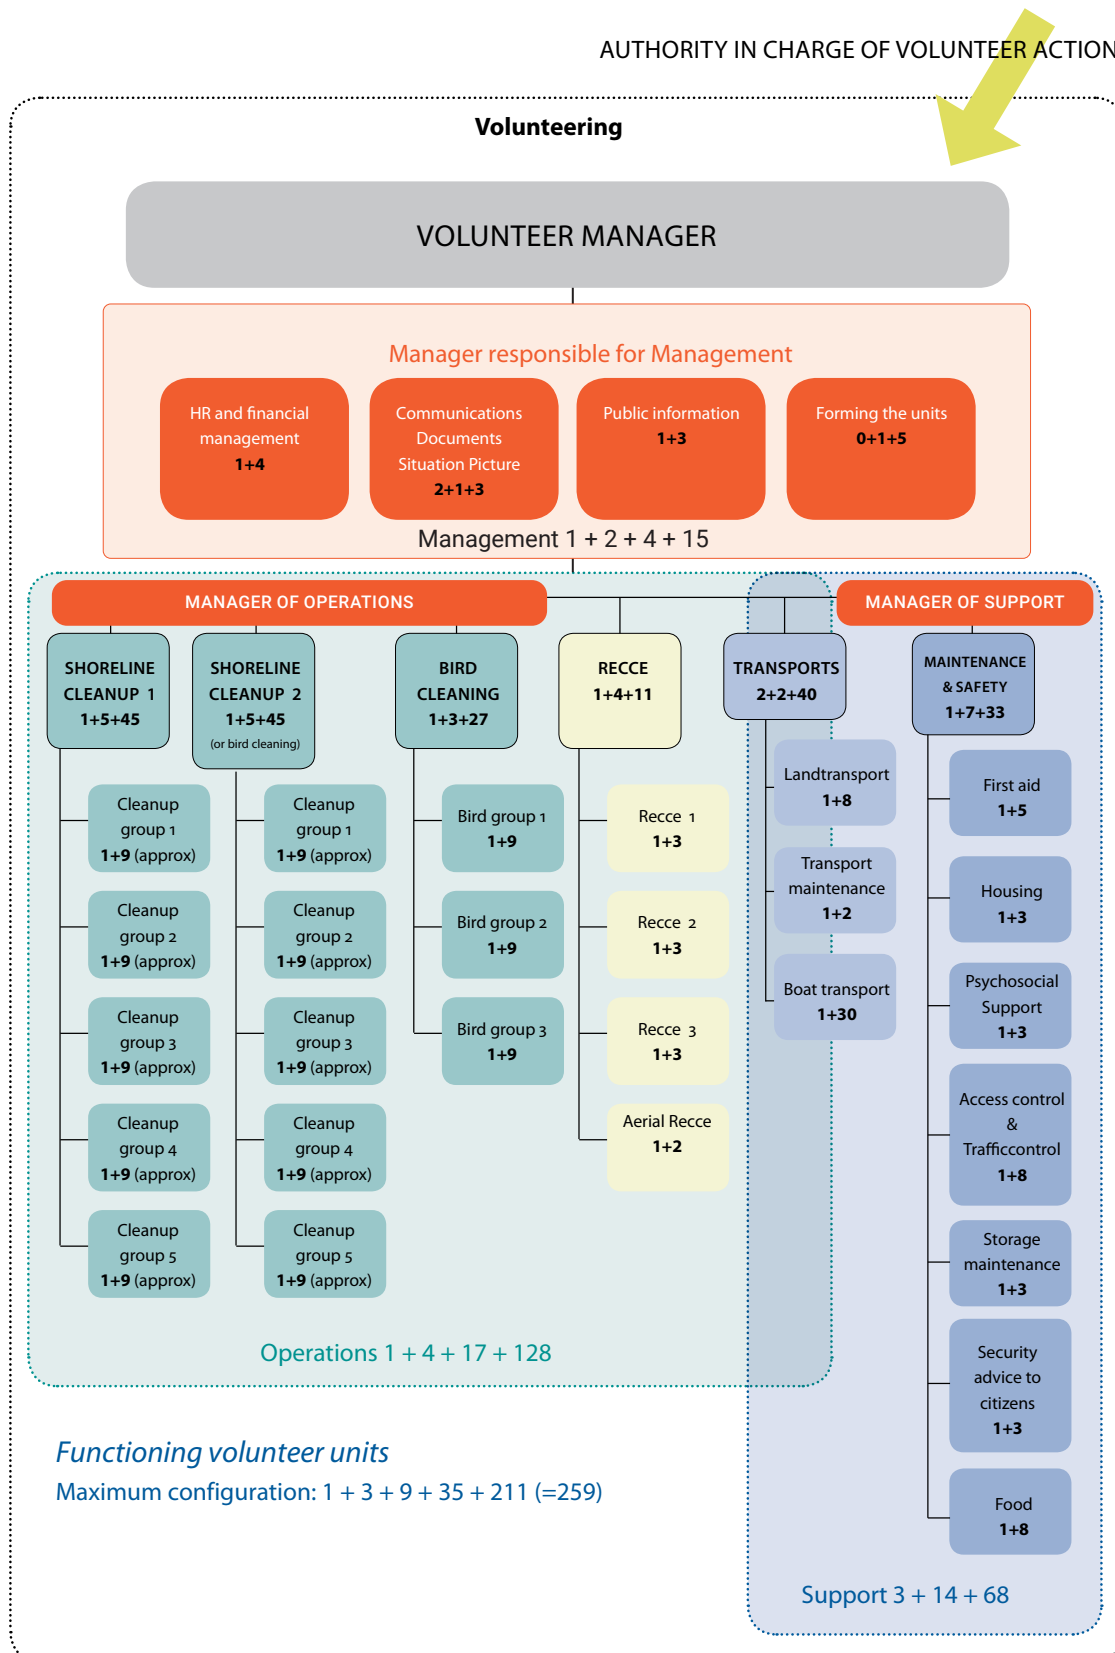 AUTHORITY IN CHARGE OF VOLUNTEER ACTION
Volunteering
VOLUNTEER MANAGER
Manager responsible for Management
HR and financial
management
1+4
Communications
Documents
Situation Picture
2+1+3
Public information
1+3
Forming the units
0+1+5
Management 1 + 2 + 4 + 15
MANAGER OF OPERATIONS
MANAGER OF SUPPORT
SHORELINE
CLEANUP 1
1+5+45
SHORELINE
CLEANUP 2
1+5+45
(or bird cleaning)
BIRD
CLEANING
1+3+27
RECCE
1+4+11
TRANSPORTS
2+2+40
MAINTENANCE
& SAFETY
1+7+33
Cleanup
group 1
1+9 (approx)
Cleanup
group 2
1+9 (approx)
Cleanup
group 3
1+9 (approx)
Cleanup
group 4
1+9 (approx)
Cleanup
group 5
1+9 (approx)
Cleanup
group 1
1+9 (approx)
Cleanup
group 2
1+9 (approx)
Cleanup
group 3
1+9 (approx)
Cleanup
group 4
1+9 (approx)
Cleanup
group 5
1+9 (approx)
Bird group 1
1+9
Bird group 2
1+9
Bird group 3
1+9
Recce 1
1+3
Recce 2
1+3
Recce 3
1+3
Aerial Recce
1+2
Landtransport
1+8
Transport
maintenance
1+2
Boat transport
1+30
First aid
1+5
Housing
1+3
Psychosocial
Support
1+3
Access control
&
Trafficcontrol
1+8
Storage
maintenance
1+3
Security
advice to
citizens
1+3
Food
1+8
Operations 1 + 4 + 17 + 128
Support 3 + 14 + 68
Functioning volunteer units
Maximum configuration: 1 + 3 + 9 + 35 + 211 (=259)